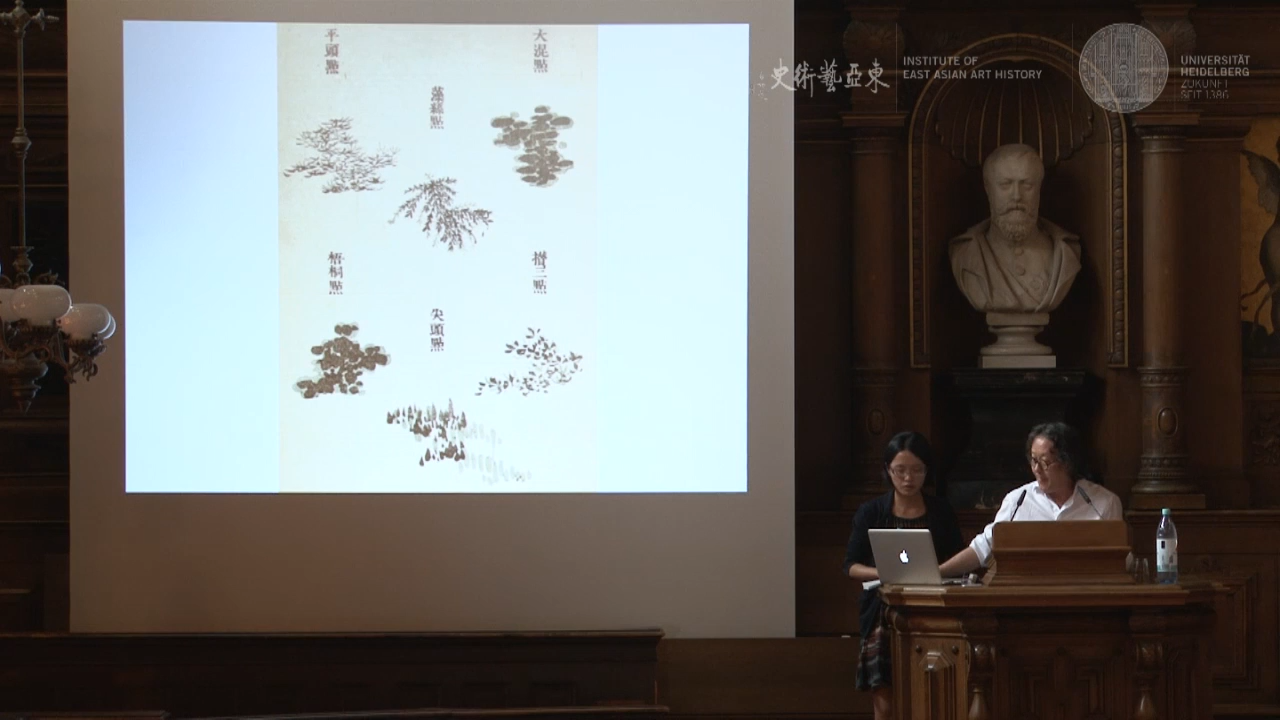 大混點
藻絲點
平頭點
攢三點
尖頭點
梧桐點
東亞藝術史
INSTITUTE OF
EAST ASIAN ART HISTORY
UNIVERSITÄT
HEIDELBERG
ZUKUNFT
SEIT 1386